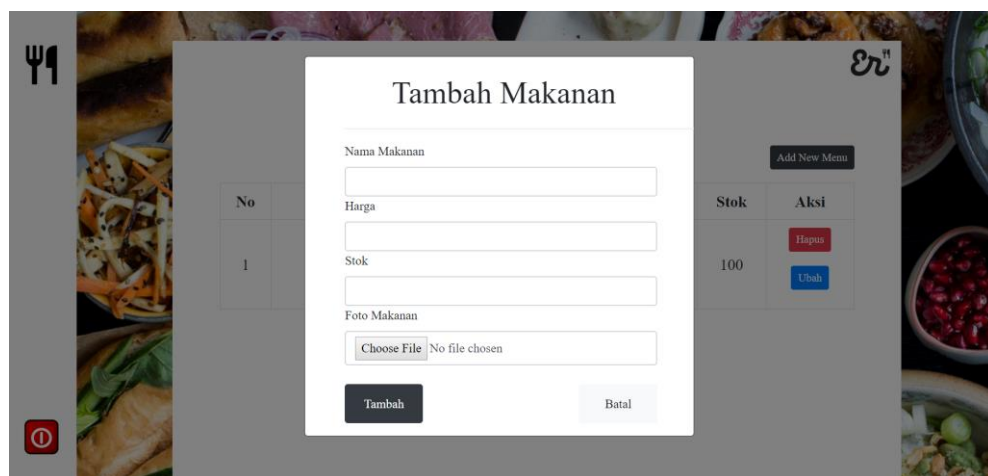 Er
Tambah Makanan
Nama Makanan
Add New Menu
No
Harga
Stok
Aksi
Hapus
1
Stok
100
Ubah
Foto Makanan
Choose File No file chosen
Tambah
Batal